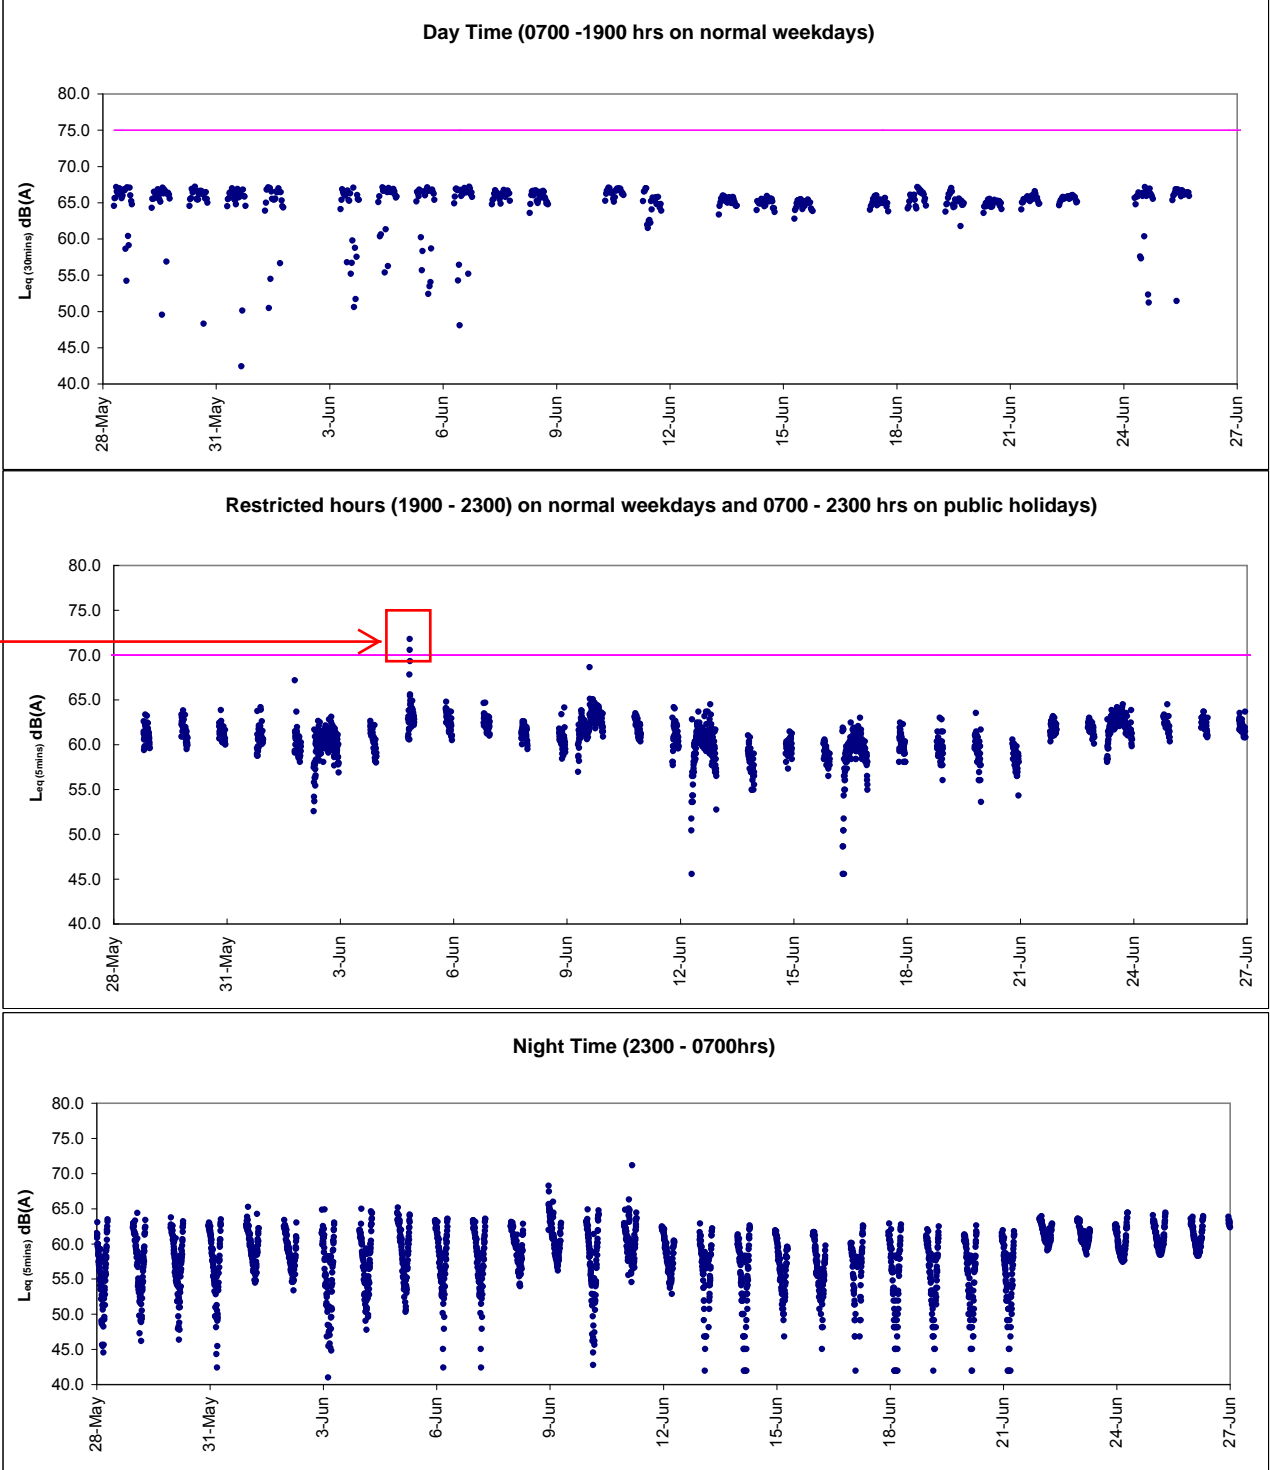 Day Time (0700 -1900 hrs on normal weekdays)
80.0
75.0
70.0
65.0
60.0
55.0
50.0
45.0
40.0
Leq (30mins) dB(A)
28-May
31-May
3-Jun
6-Jun
9-Jun
12-Jun
15-Jun
18-Jun
21-Jun
24-Jun
27-Jun
Restricted hours (1900 - 2300) on normal weekdays and 0700 - 2300 hrs on public holidays)
80.0
75.0
70.0
65.0
60.0
55.0
50.0
45.0
40.0
Leq (5mins) dB(A)
28-May
31-May
3-Jun
6-Jun
9-Jun
12-Jun
15-Jun
18-Jun
21-Jun
24-Jun
27-Jun
Night Time (2300 - 0700hrs)
80.0
75.0
70.0
65.0
60.0
55.0
50.0
45.0
40.0
Leq (5mins) dB(A)
28-May
31-May
3-Jun
6-Jun
9-Jun
12-Jun
15-Jun
18-Jun
21-Jun
24-Jun
27-Jun